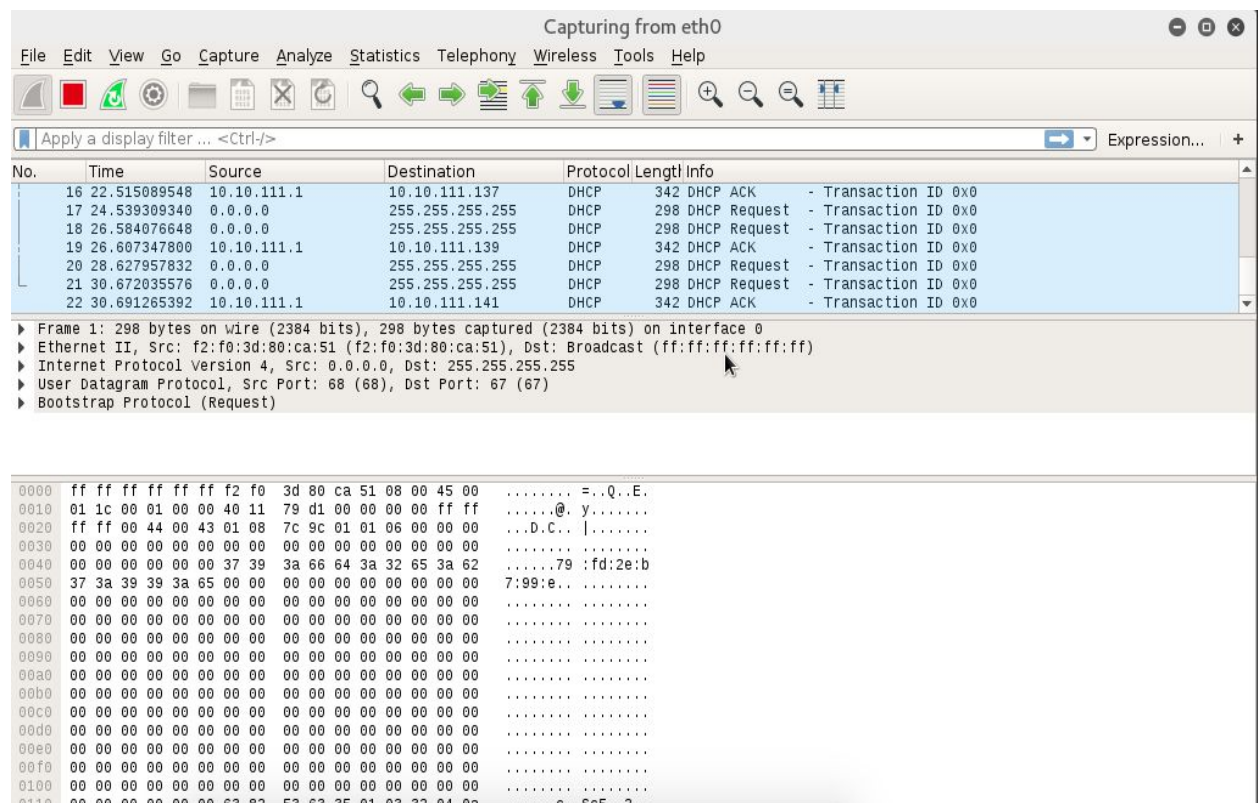 Capturing from eth0
File Edit View Go Capture Analyze Statistics Telephony Wireless Tools Help
Apply a display filter ... <Ctrl-/> Expression... +
No. Time Source Destination Protocol Length Info
16 22.515089548 10.10.111.1 10.10.111.137 DHCP 342 DHCP ACK - Transaction ID 0x0
17 24.539309340 0.0.0.0 255.255.255.255 DHCP 298 DHCP Request - Transaction ID 0x0
18 26.584076648 0.0.0.0 255.255.255.255 DHCP 298 DHCP Request - Transaction ID 0x0
19 26.607347800 10.10.111.1 10.10.111.139 DHCP 342 DHCP ACK - Transaction ID 0x0
20 28.627957832 0.0.0.0 255.255.255.255 DHCP 298 DHCP Request - Transaction ID 0x0
21 30.672035576 0.0.0.0 255.255.255.255 DHCP 298 DHCP Request - Transaction ID 0x0
22 30.691265392 10.10.111.1 10.10.111.141 DHCP 342 DHCP ACK - Transaction ID 0x0
Frame 1: 298 bytes on wire (2384 bits), 298 bytes captured (2384 bits) on interface 0
Ethernet II, Src: f2:f0:3d:80:ca:51 (f2:f0:3d:80:ca:51), Dst: Broadcast (ff:ff:ff:ff:ff:ff)
Internet Protocol Version 4, Src: 0.0.0.0, Dst: 255.255.255.255
User Datagram Protocol, Src Port: 68 (68), Dst Port: 67 (67)
Bootstrap Protocol (Request)
0000 ff ff ff ff ff ff f2 f0 3d 80 ca 51 08 00 45 00 ........ =..Q..E.
0010 01 1c 00 01 00 00 40 11 79 d1 00 00 00 00 ff ff ......@. y.......
0020 ff ff 00 44 00 43 01 08 7c 9c 01 01 06 00 00 00 ...D.C.. |.......
0030 00 00 00 00 00 00 00 00 00 00 00 00 00 00 00 00 ........ ........
0040 00 00 00 00 00 00 37 39 3a 66 64 3a 32 65 3a 62 ......79 :fd:2e:b
0050 37 3a 39 39 3a 65 00 00 00 00 00 00 00 00 00 00 7:99:e.. ........
0060 00 00 00 00 00 00 00 00 00 00 00 00 00 00 00 00 ........ ........
0070 00 00 00 00 00 00 00 00 00 00 00 00 00 00 00 00 ........ ........
0080 00 00 00 00 00 00 00 00 00 00 00 00 00 00 00 00 ........ ........
0090 00 00 00 00 00 00 00 00 00 00 00 00 00 00 00 00 ........ ........
00a0 00 00 00 00 00 00 00 00 00 00 00 00 00 00 00 00 ........ ........
00b0 00 00 00 00 00 00 00 00 00 00 00 00 00 00 00 00 ........ ........
00c0 00 00 00 00 00 00 00 00 00 00 00 00 00 00 00 00 ........ ........
00d0 00 00 00 00 00 00 00 00 00 00 00 00 00 00 00 00 ........ ........
00e0 00 00 00 00 00 00 00 00 00 00 00 00 00 00 00 00 ........ ........
00f0 00 00 00 00 00 00 00 00 00 00 00 00 00 00 00 00 ........ ........
0100 00 00 00 00 00 00 00 00 00 00 00 00 00 00 00 00 ........ ........
0110 00 00 00 00 00 00 63 82 53 63 35 01 03 32 04 0a